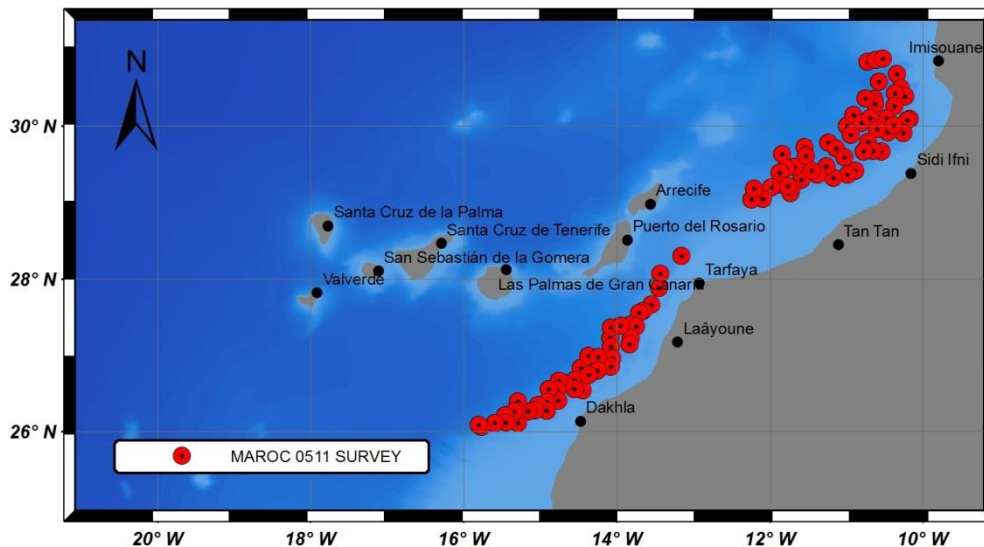 N
Imisouane
30° N
Sidi Ifni
Arrecife
Santa Cruz de la Palma
Santa Cruz de Tenerife
Puerto del Rosario
Tan Tan
San Sebastián de la Gomera
28° N
Valverde
Las Palmas de Gran Canaria
Tarfaya
Laâyoune
Dakhla
26° N
MAROC 0511 SURVEY
20° W
18° W
16° W
14° W
12° W
10° W